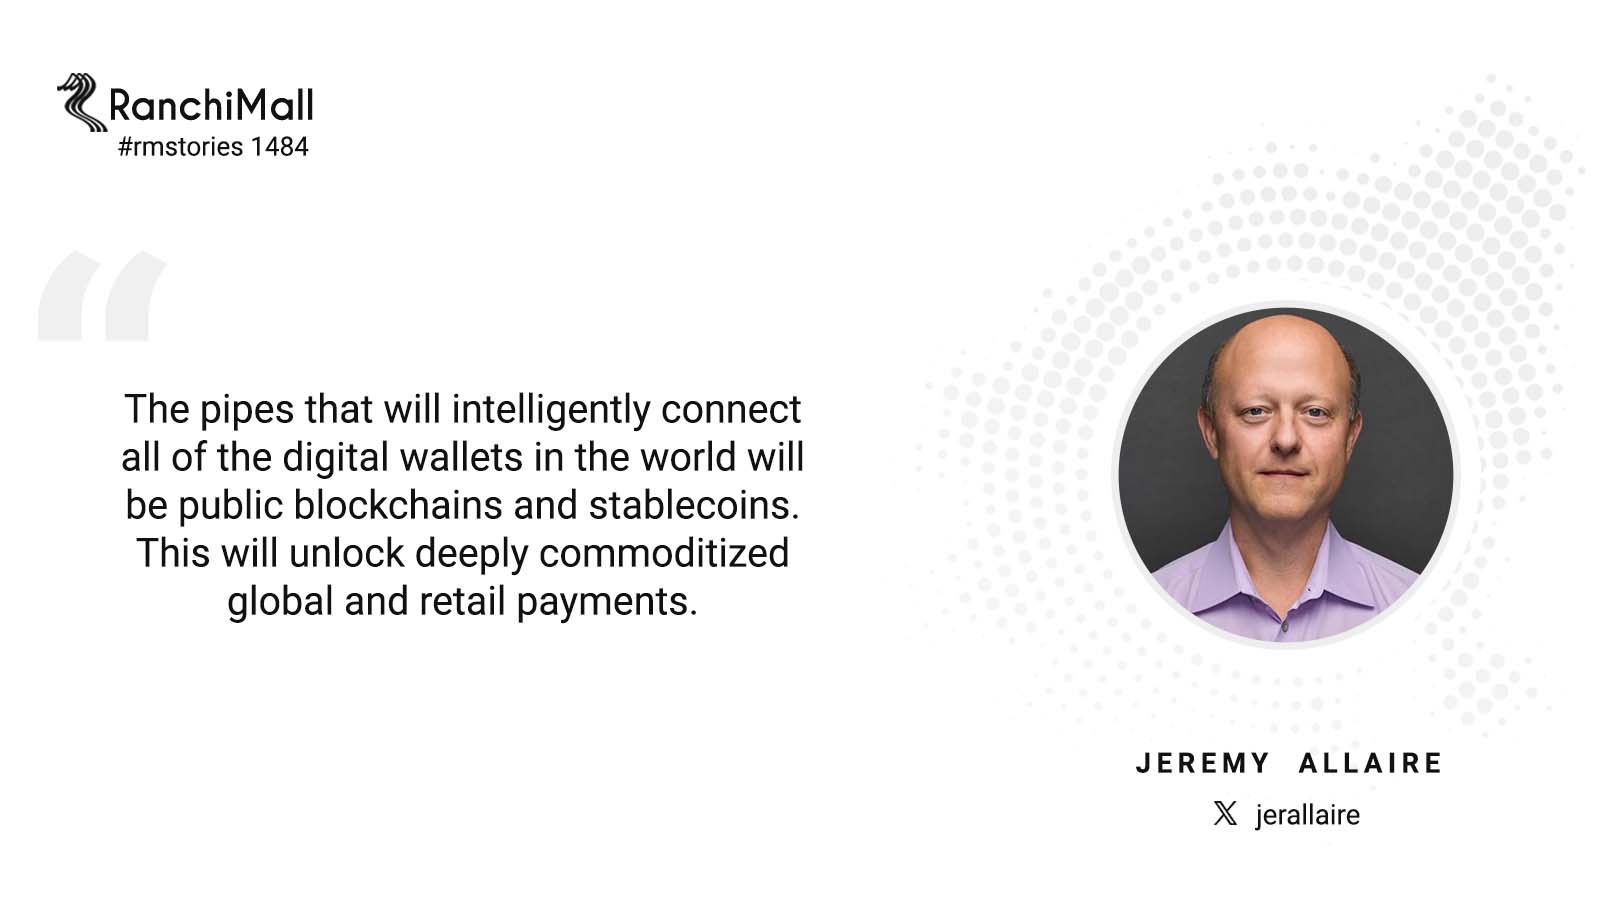 RanchiMall
#rmstories 1484
“
The pipes that will intelligently connect
all of the digital wallets in the world will
be public blockchains and stablecoins.
This will unlock deeply commoditized
global and retail payments.
JEREMY ALLAIRE
𝕏 jerallaire